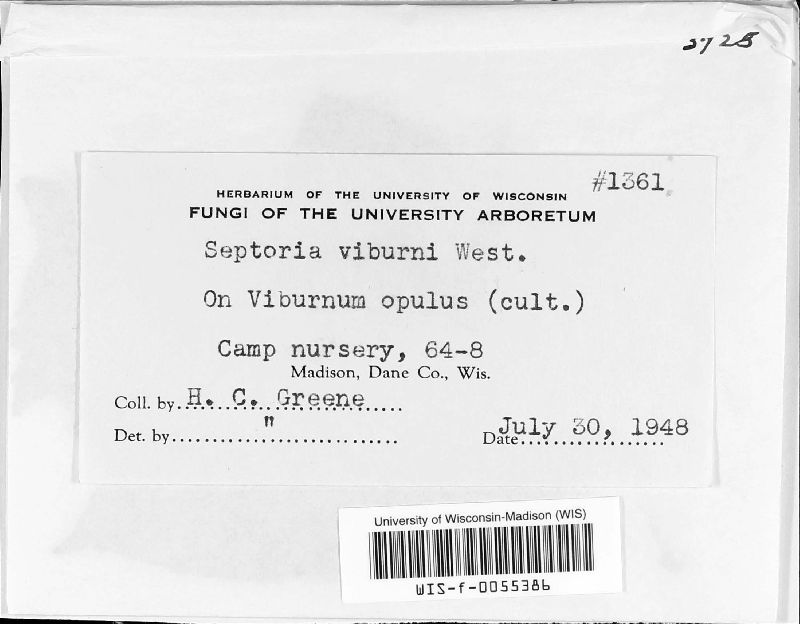 5728
#1361
HERBARIUM OF THE UNIVERSITY OF WISCONSIN
FUNGI OF THE UNIVERSITY ARBORETUM
Septoria viburni West.
On Viburnum opulus (cult.)
Camp nursery, 64-8
Madison, Dane Co., Wis.
Coll. by H. C. Greene
Det. by "
Date July 30, 1948
University of Wisconsin-Madison (WIS)
WIS-f-0055386